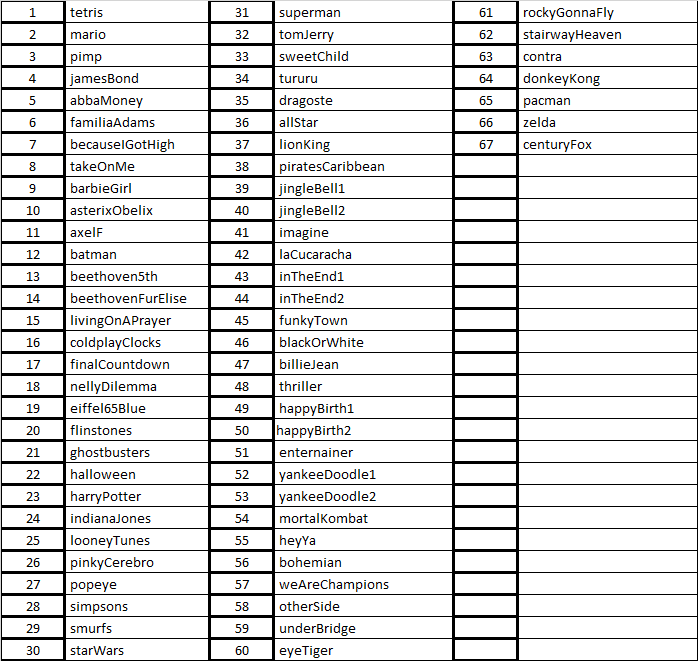 1 tetris 31 superman 61 rockyGonnaFly
2 mario 32 tomJerry 62 stairwayHeaven
3 pimp 33 sweetChild 63 contra
4 jamesBond 34 tururu 64 donkeyKong
5 abbaMoney 35 dragoste 65 pacman
6 familiaAdams 36 allStar 66 zelda
7 becauseIGotHigh 37 lionKing 67 centuryFox
8 takeOnMe 38 piratesCaribbean
9 barbieGirl 39 jingleBell1
10 asterixObelix 40 jingleBell2
11 axelF 41 imagine
12 batman 42 laCucaracha
13 beethoven5th 43 inTheEnd1
14 beethovenFurElise 44 inTheEnd2
15 livingOnAPrayer 45 funkyTown
16 coldplayClocks 46 blackOrWhite
17 finalCountdown 47 billieJean
18 nellyDilemma 48 thriller
19 eiffel65Blue 49 happyBirth1
20 flinstones 50 happyBirth2
21 ghostbusters 51 enternainer
22 halloween 52 yankeeDoodle1
23 harryPotter 53 yankeeDoodle2
24 indianaJones 54 mortalKombat
25 looneyTunes 55 heyYa
26 pinkyCerebro 56 bohemian
27 popeye 57 weAreChampions
28 simpsons 58 otherSide
29 smurfs 59 underBridge
30 starWars 60 eyeTiger